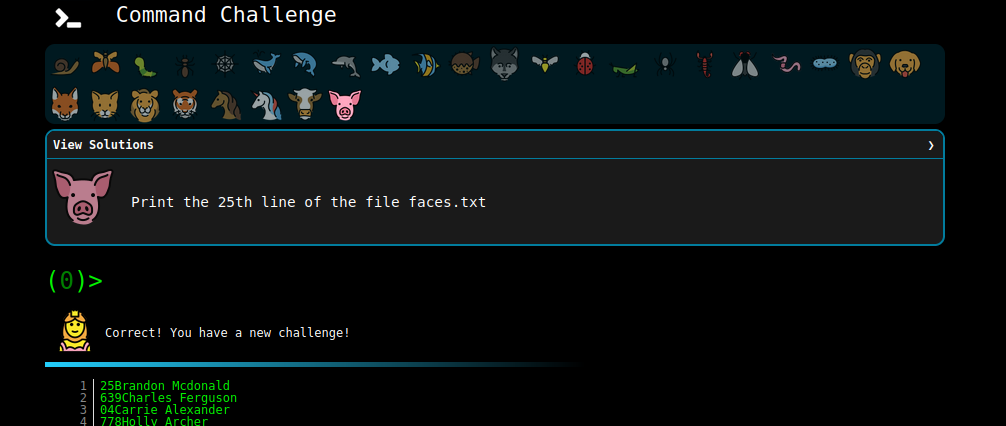 Command Challenge
View Solutions
Print the 25th line of the file faces.txt
(0)>
Correct! You have a new challenge!
1 25Brandon Mcdonald
2 639Charles Ferguson
3 04Carrie Alexander
4 778Holly Archer